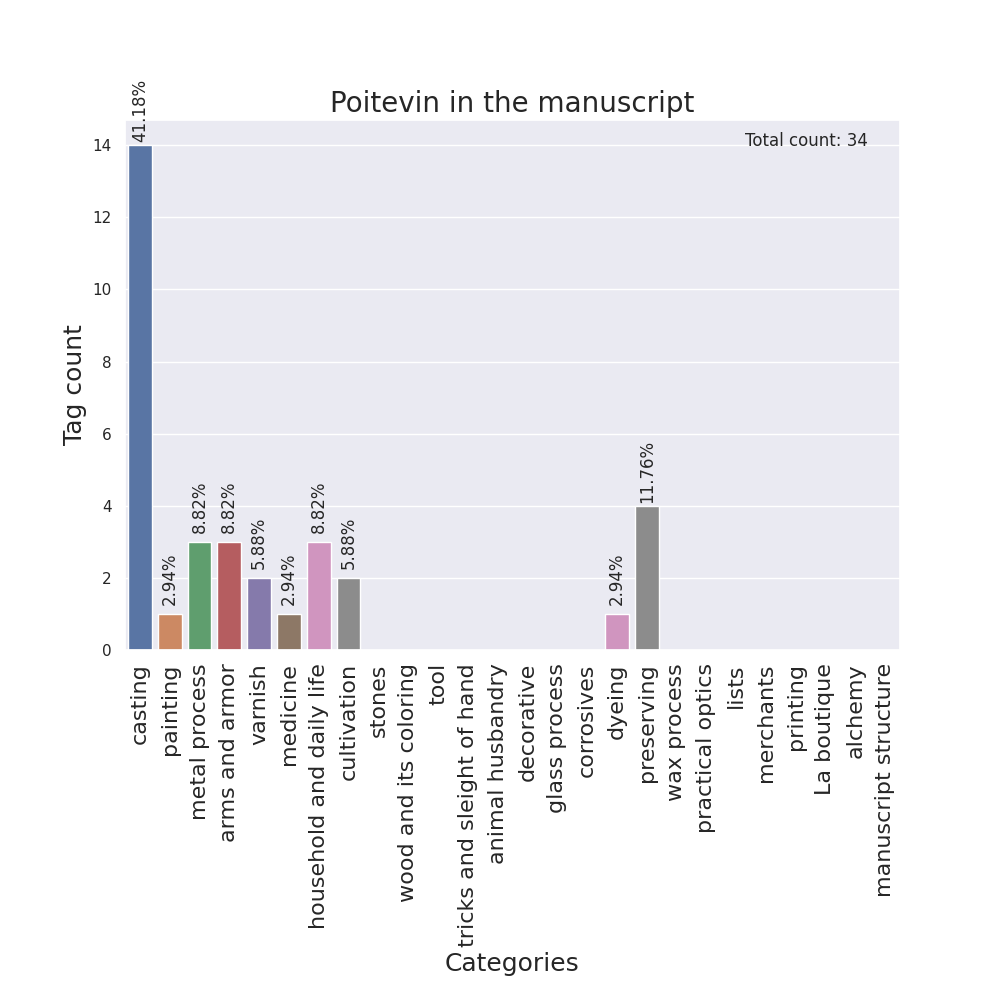 Poitevin in the manuscript
Total count: 34
Tag count
14
12
10
8
6
4
2
0
41.18%
2.94%
8.82%
8.82%
5.88%
2.94%
8.82%
5.88%
2.94%
11.76%
casting
painting
metal process
arms and armor
varnish
medicine
household and daily life
cultivation
stones
wood and its coloring
tool
tricks and sleight of hand
animal husbandry
decorative
glass process
corrosives
dyeing
preserving
wax process
practical optics
lists
merchants
printing
La boutique
alchemy
manuscript structure
Categories